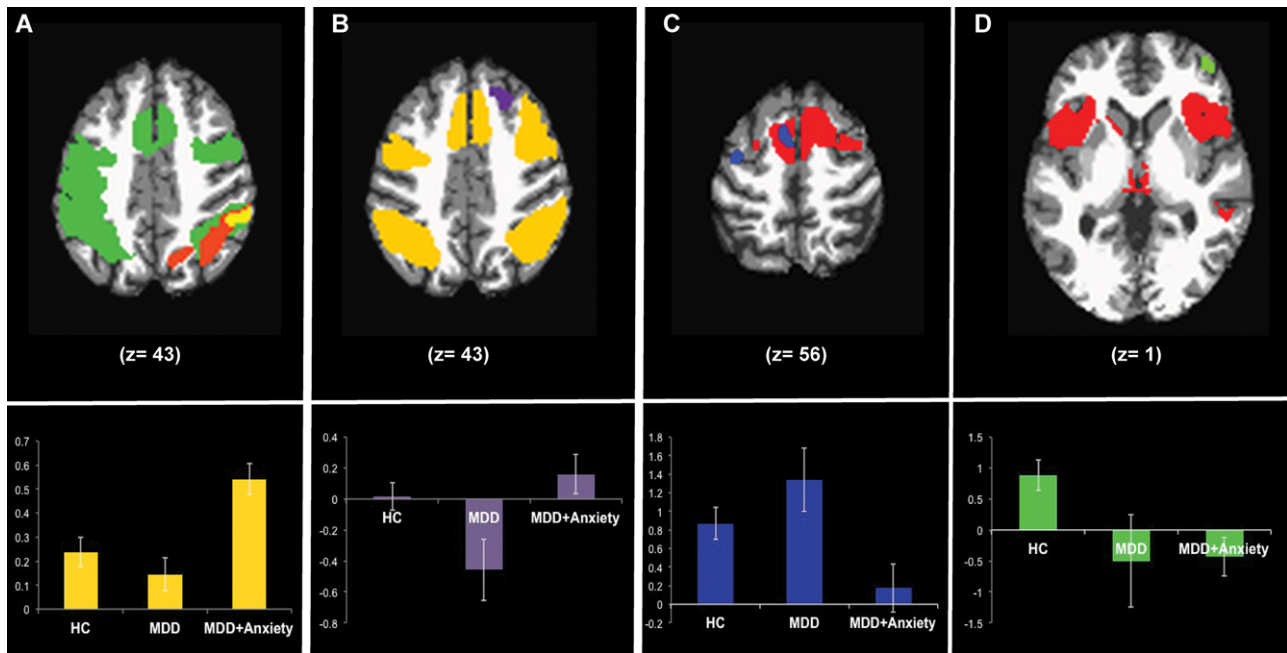 A
B
C
D
(z= 43)
(z= 43)
(z= 56)
(z= 1)
0.7
0.6
0.5
0.4
0.3
0.2
0.1
0
HC
MDD
MDD+Anxiety
0.4
0.2
0
-0.2
-0.4
-0.6
-0.8
HC
MDD
MDD+Anxiety
1.8
1.6
1.4
1.2
1
0.8
0.6
0.4
0.2
0
-0.2
HC
MDD
MDD+Anxiety
1.5
1
0.5
0
-0.5
-1
-1.5
HC
MDD
MDD+Anxiety